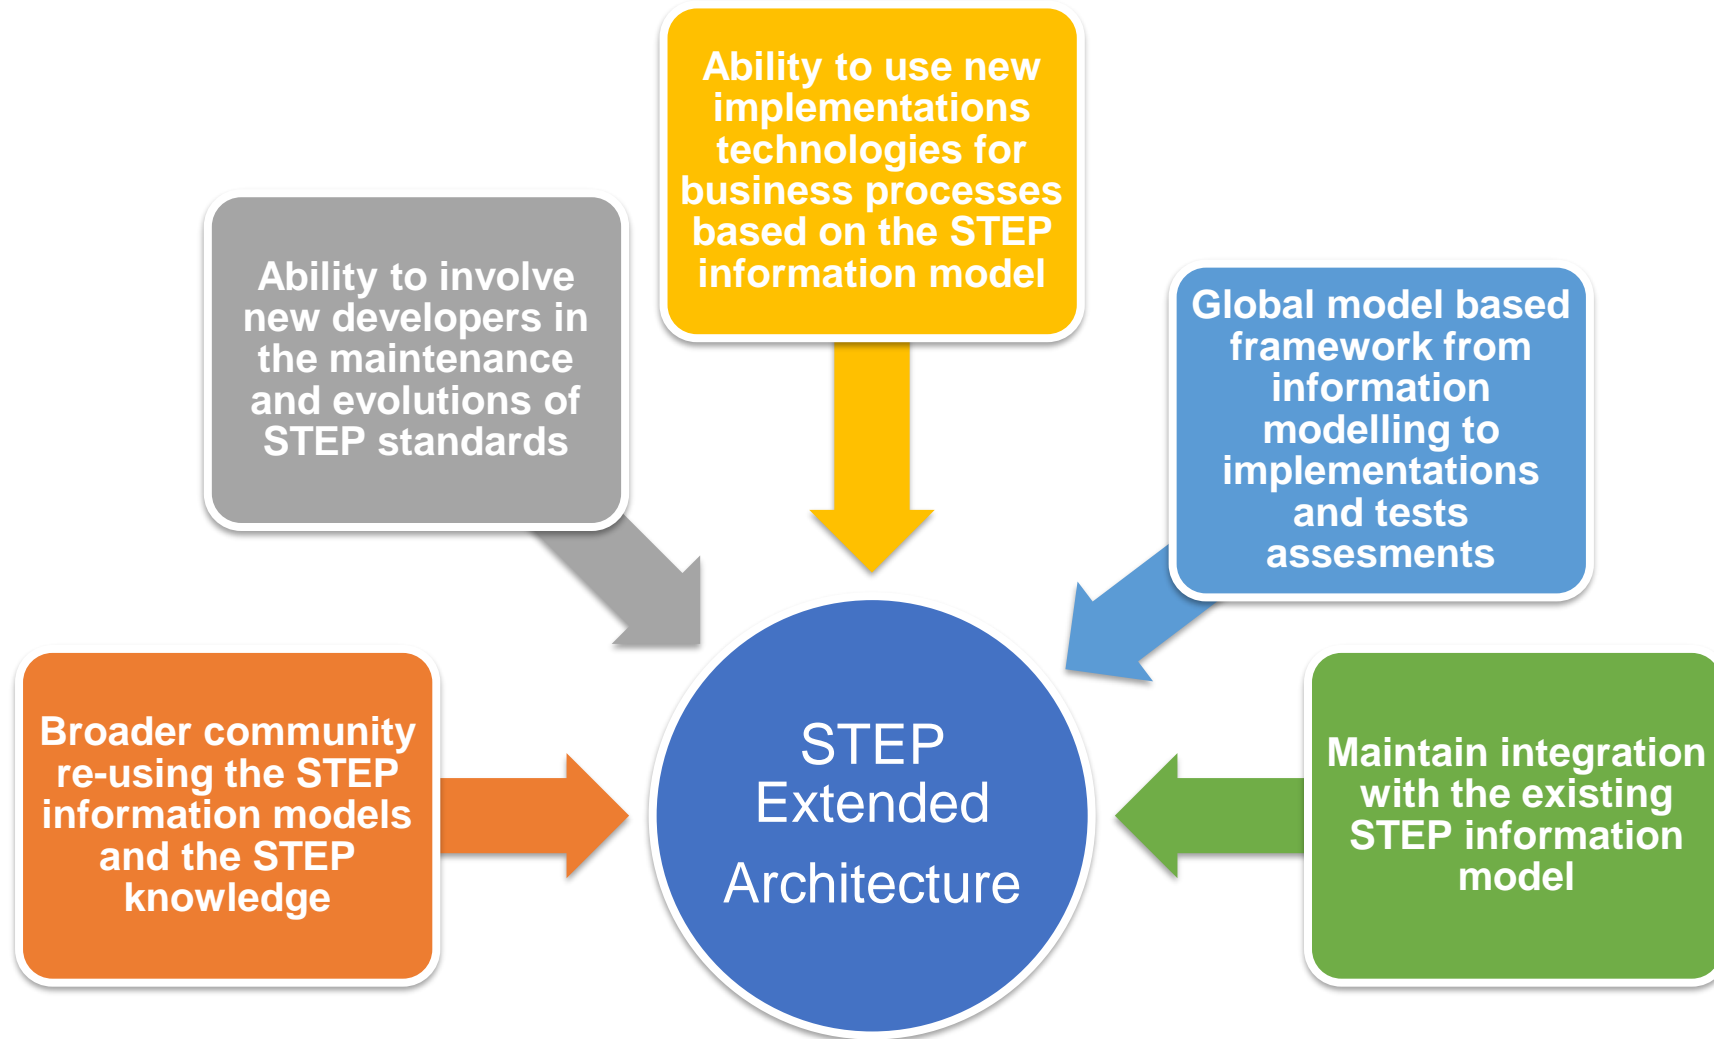 Ability to use new
implementations
technologies for
business processes
based on the STEP
information model
Ability to involve
new developers in
the maintenance
and evolutions of
STEP standards
Global model based
framework from
information
modelling to
implementations
and tests
assesments
Broader community
re-using the STEP
information models
and the STEP
knowledge
STEP
Extended
Architecture
Maintain integration
with the existing
STEP information
model